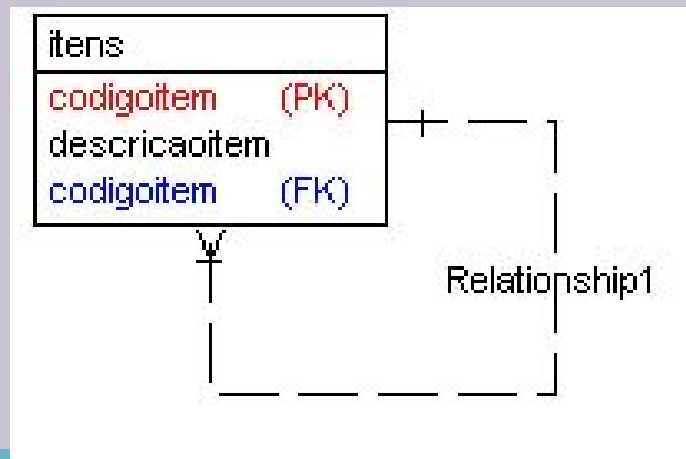 itens
codigoitem (PK)
descricaoitem
codigoitem (FK)
Relationship1